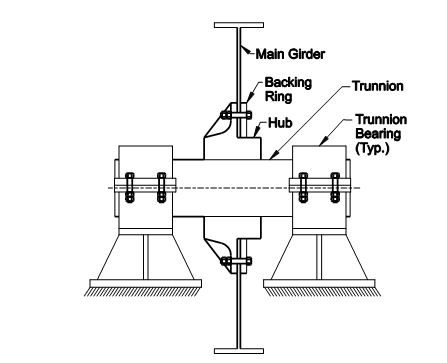 Main Girder
Backing
Ring
Trunnion
Hub
Trunnion
Bearing
(Typ.)